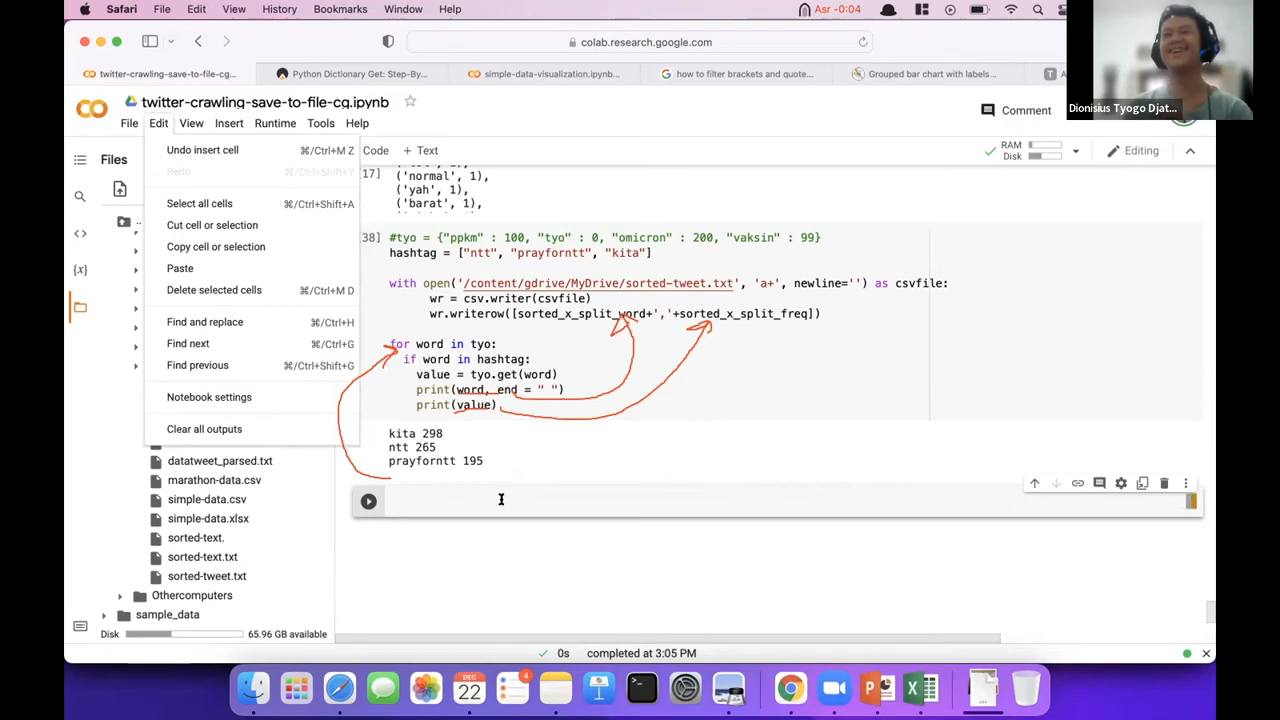 Safari File Edit View History Bookmarks Window Help Asr -0:04
colab.research.google.com
twitter-crawling-save-to-file-cg... Python Dictionary Get: Step-By... simple-data-visualization.ipynb... how to filter brackets and quote... Grouped bar chart with labels...
CO twitter-crawling-save-to-file-cg.ipynb
Dionisius Tyogo Djat...
File Edit View Insert Runtime Tools Help
Comment
Files
Code + Text
RAM
Disk
Editing
Undo insert cell ⌘/Ctrl+M Z
Redo ⌘/Ctrl+Shift+Y
Select all cells ⌘/Ctrl+Shift+A
Cut cell or selection
Copy cell or selection
Paste
Delete selected cells ⌘/Ctrl+M D
Find and replace ⌘/Ctrl+H
Find next ⌘/Ctrl+G
Find previous ⌘/Ctrl+Shift+G
Notebook settings
Clear all outputs
..
datatweet_parsed.txt
marathon-data.csv
simple-data.csv
simple-data.xlsx
sorted-text.
sorted-text.txt
sorted-tweet.txt
Othercomputers
sample_data
Disk 65.96 GB available
17]
('normal', 1),
('yah', 1),
('barat', 1),
38] #tyo = {"ppkm" : 100, "tyo" : 0, "omicron" : 200, "vaksin" : 99}
hashtag = ["ntt", "prayforntt", "kita"]
with open('/content/gdrive/MyDrive/sorted-tweet.txt', 'a+', newline='') as csvfile:
wr = csv.writer(csvfile)
wr.writerow([sorted_x_split_word+','+sorted_x_split_freq])
for word in tyo:
if word in hashtag:
value = tyo.get(word)
print(word, end = " ")
print(value)
kita 298
ntt 265
prayforntt 195
0s completed at 3:05 PM
DEC
22
4